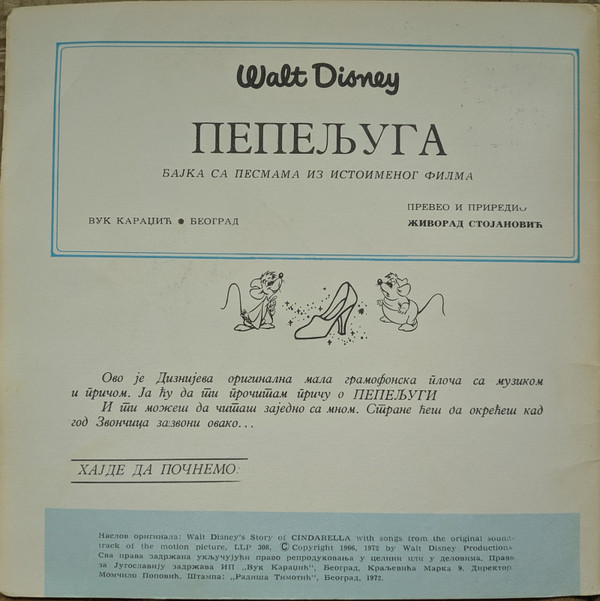 Walt Disney
ПЕПЕЉУГА
БАЈКА СА ПЕСМАМА ИЗ ИСТОИМЕНОГ ФИЛМА
ПРЕВЕО И ПРИРЕДИО
ВУК КАРАЏИЋ ● БЕОГРАД
ЖИВОРАД СТОЈАНОВИЋ
Ово је Дизнијева оригинална мала грамофонска плоча са музиком
и причом. Ја ћу да ти прочитам причу о ПЕПЕЉУГИ
И ти можеш да читаш заједно са мном. Стране ћеш да окрећеш кад
год Звончица зазвони овако...
ХАЈДЕ ДА ПОЧНЕМО:
Наслов оригинала: Walt Disney's Story of CINDARELLA with songs from the original sound-
track of the motion picture, LLP 308, © Copyright 1966, 1972 by Walt Disney Productions
Сва права задржана укључујући право репродуковања у целини или у деловима. Права
за Југославију задржава ИП „Вук Караџић", Београд, Краљевића Марка 9. Директор
Момчило Поповић. Штампа: „Радиша Тимотић", Београд, 1972.